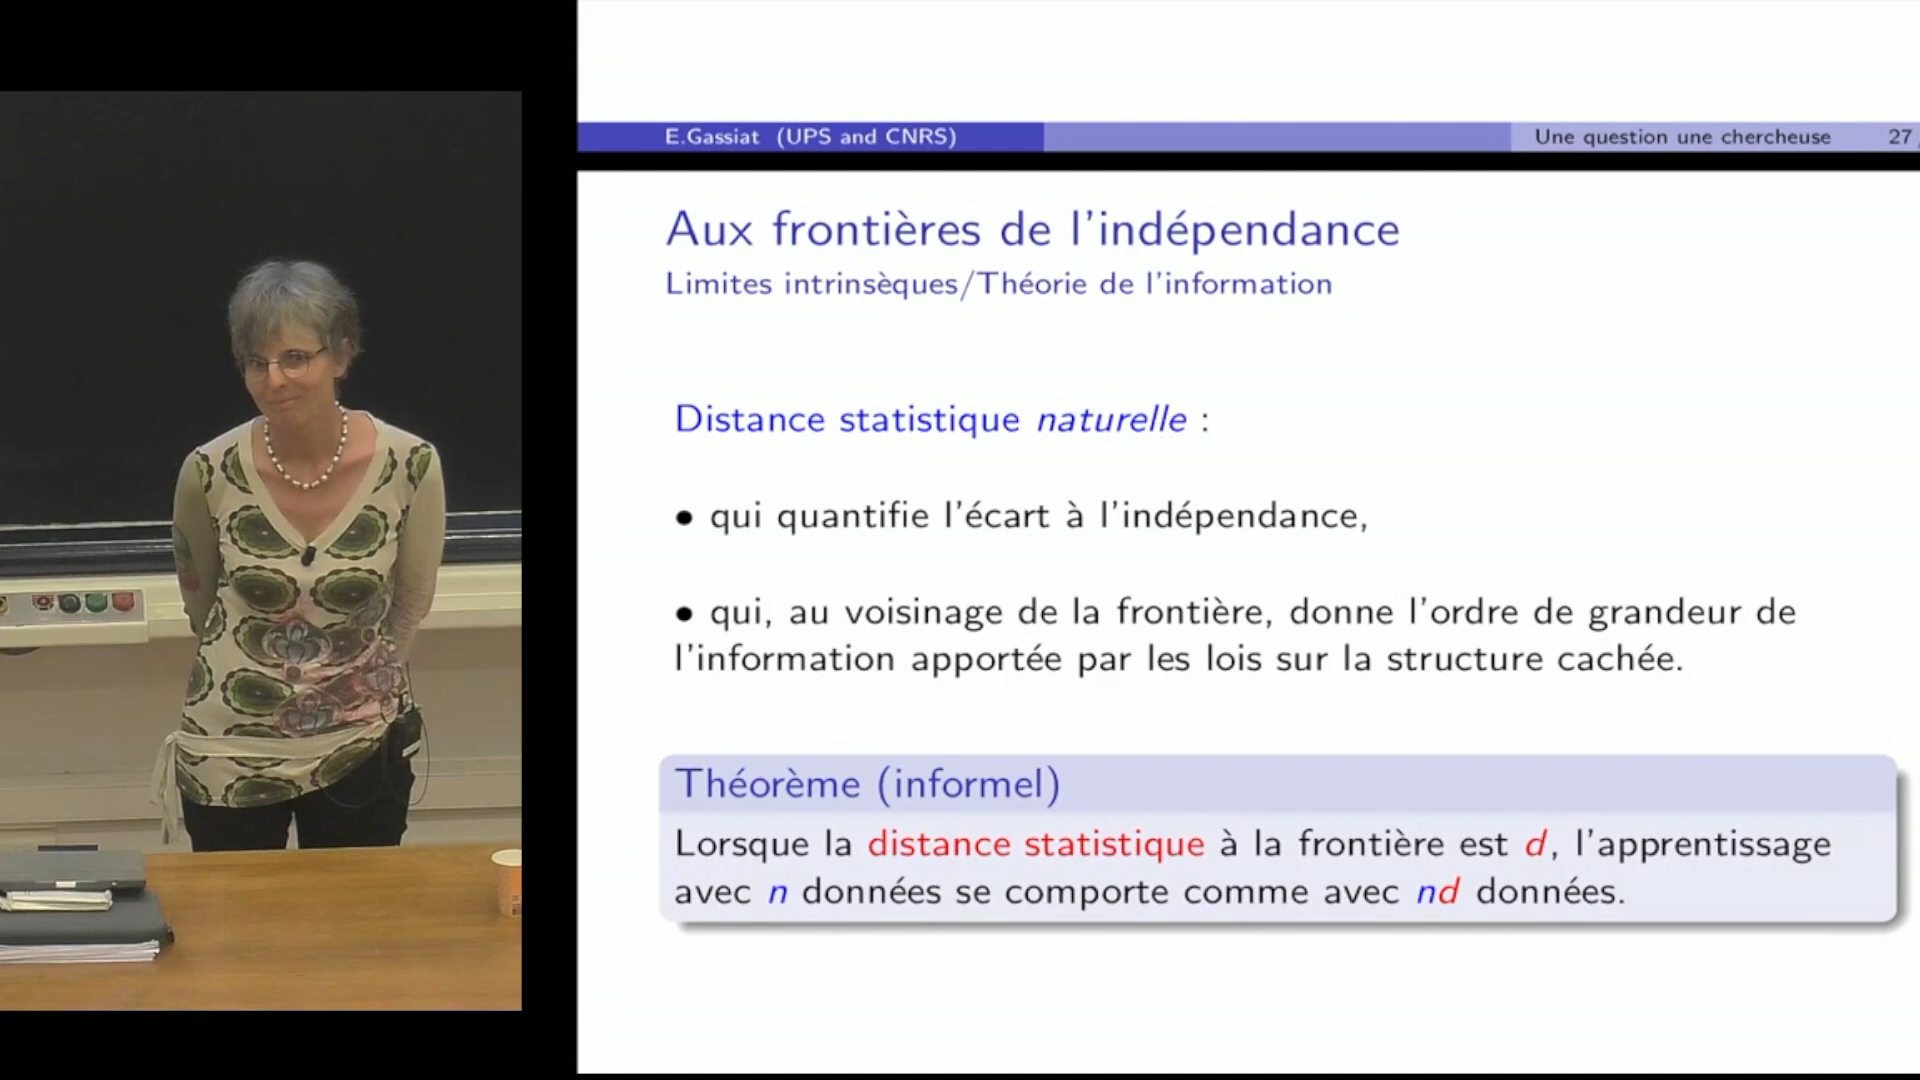 E.Gassiat (UPS and CNRS)
Une question une chercheuse 27
Aux frontières de l'indépendance
Limites intrinsèques/Théorie de l'information
Distance statistique naturelle :
• qui quantifie l'écart à l'indépendance,
• qui, au voisinage de la frontière, donne l'ordre de grandeur de
l'information apportée par les lois sur la structure cachée.
Théorème (informel)
Lorsque la distance statistique à la frontière est d, l'apprentissage
avec n données se comporte comme avec nd données.